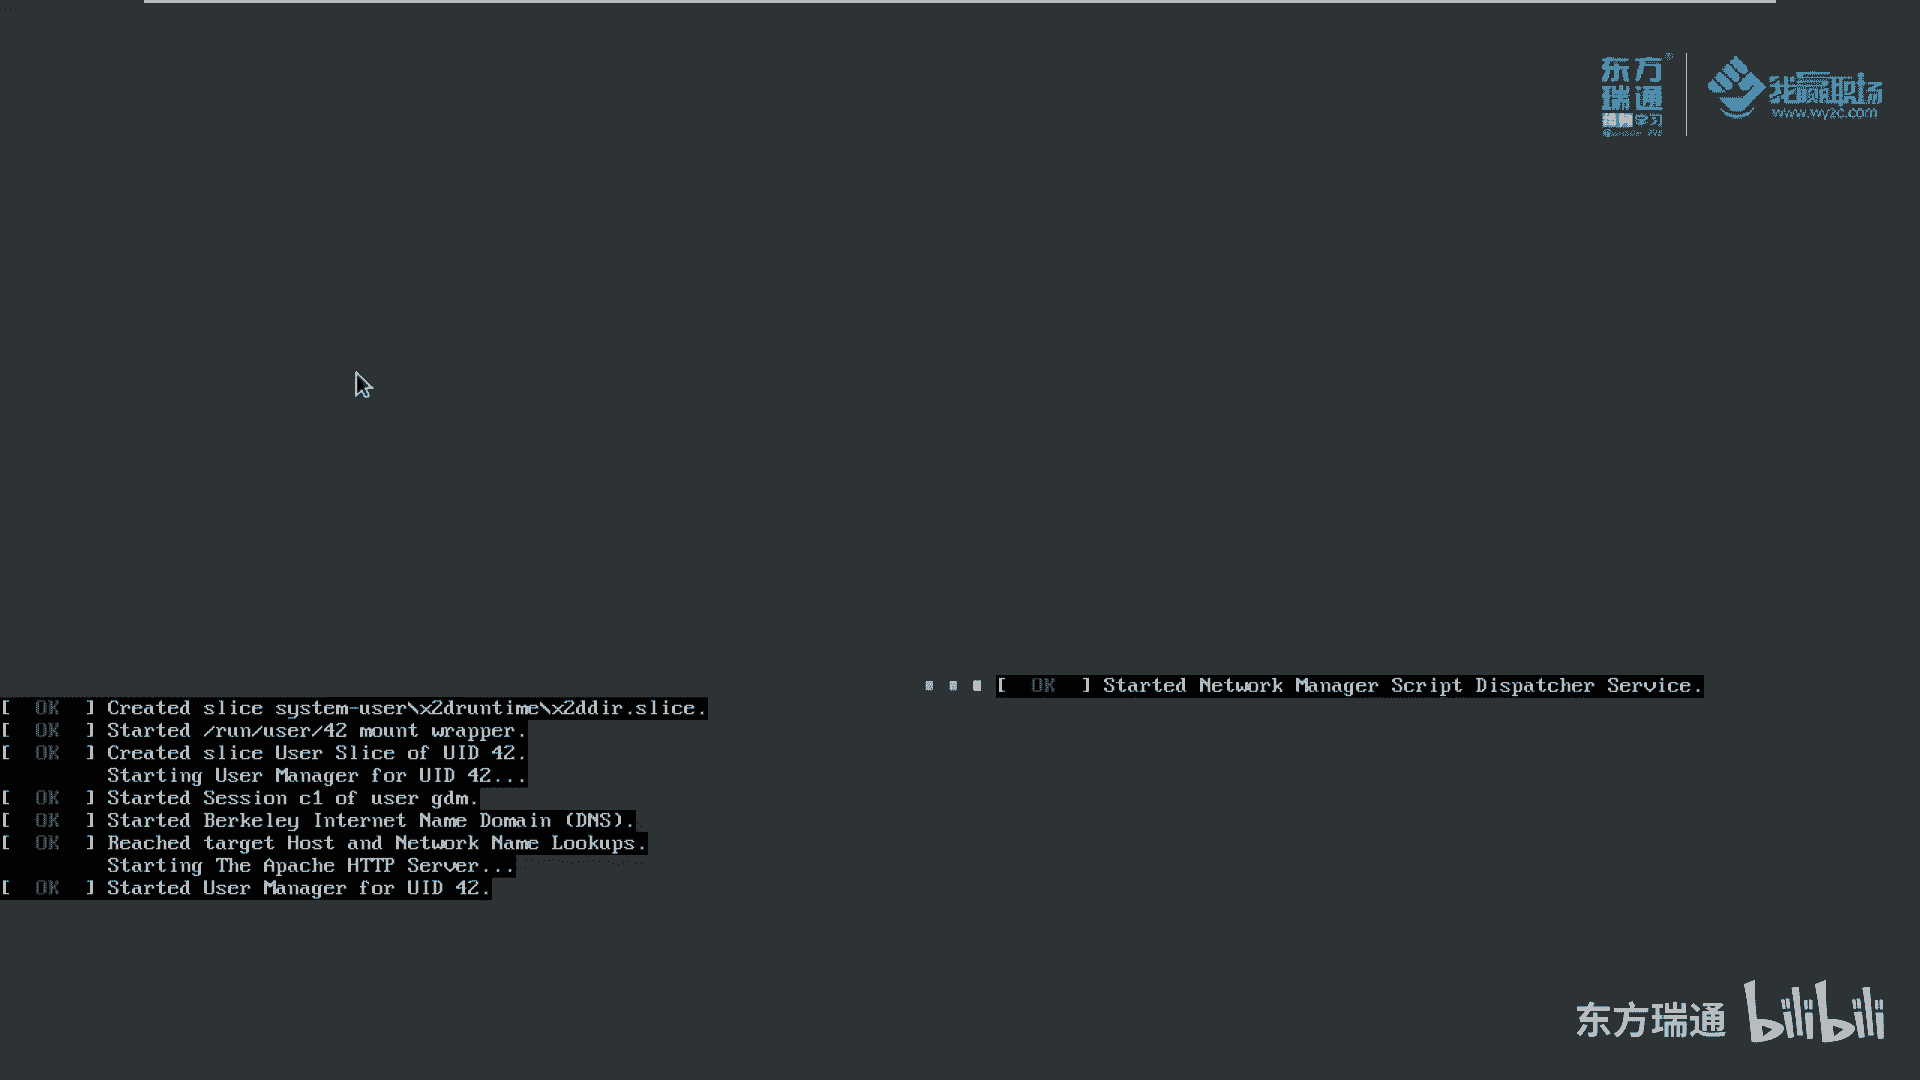 东方
瑞通
我赢职场
学习
www.wyzc.com
[ OK ] Started Network Manager Script Dispatcher Service.
[ OK ] Created slice system-user\x2druntime\x2ddir.slice.
[ OK ] Started /run/user/42 mount wrapper.
[ OK ] Created slice User Slice of UID 42.
Starting User Manager for UID 42...
[ OK ] Started Session c1 of user gdm.
[ OK ] Started Berkeley Internet Name Domain (DNS).
[ OK ] Reached target Host and Network Name Lookups.
Starting The Apache HTTP Server...
[ OK ] Started User Manager for UID 42.
东方瑞通 bilibili